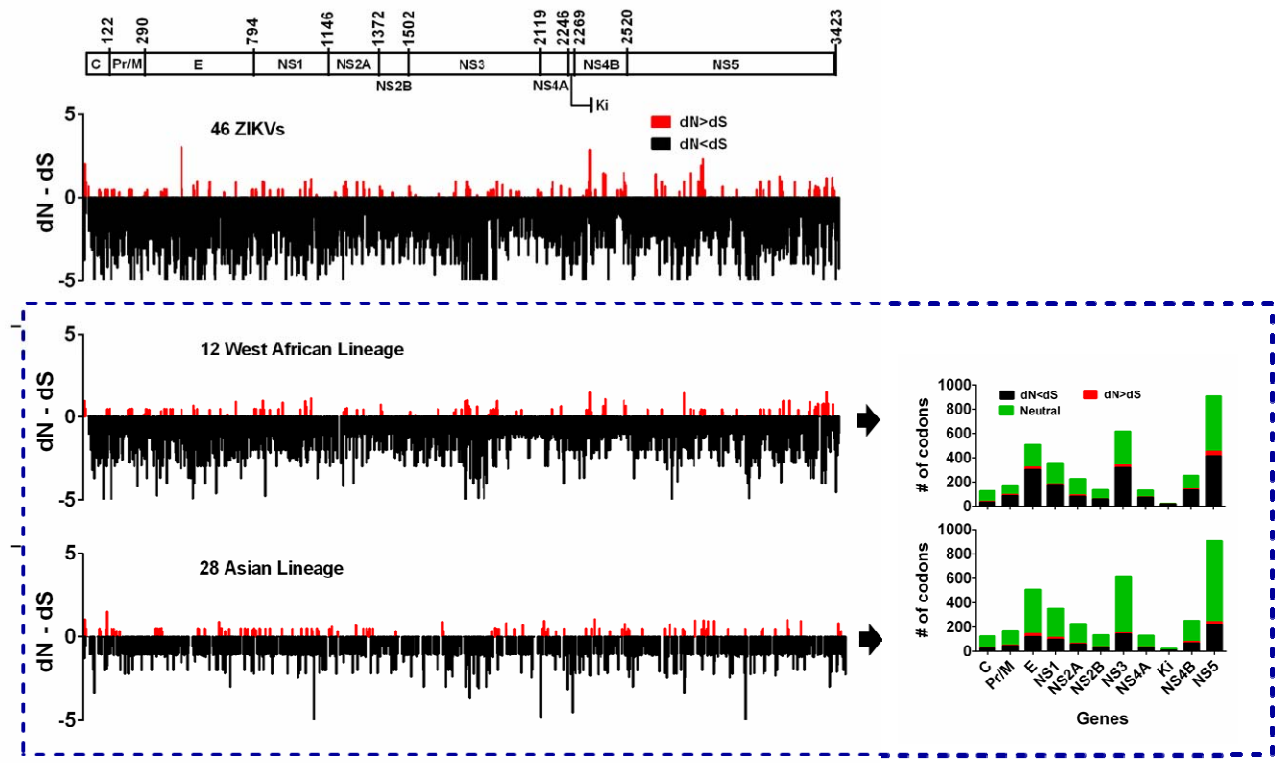 122 290 794 1146 1372 1502 2119 2246 2269 2520 3423
C Pr/M E NS1 NS2A NS3 NS4B NS5
NS2B NS4A
Ki
5
46 ZIKVs
dN>dS
dN<dS
dN - dS
0
-5
5
12 West African Lineage
dN - dS
0
-5
1000
dN<dS dN>dS
800
Neutral
600
# of codons
400
200
0
5
28 Asian Lineage
dN - dS
0
-5
1000
800
600
# of codons
400
200
0
C Pr/M E NS1 NS2A NS2B NS3 NS4A Ki NS4B NS5
Genes